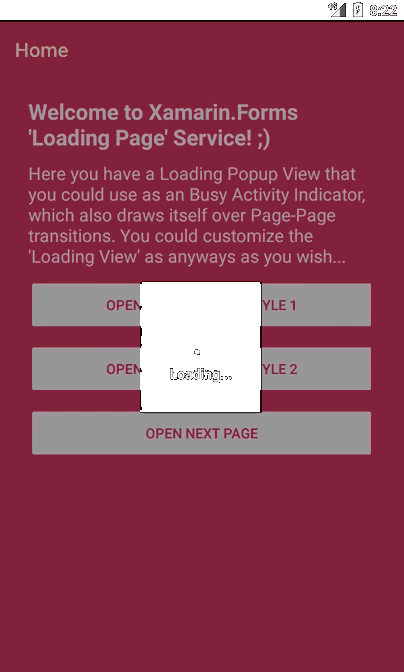 8:22
Home
Welcome to Xamarin.Forms
'Loading Page' Service! ;)
Here you have a Loading Popup View that
you could use as an Busy Activity Indicator,
which also draws itself over Page-Page
transitions. You could customize the
'Loading View' as anyways as you wish...
OPEN
YLE 1
Loading...
OPEN
YLE 2
OPEN NEXT PAGE